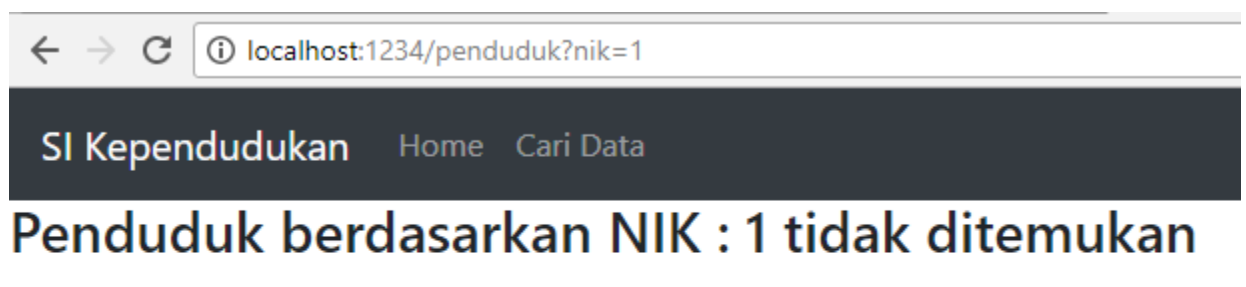 localhost:1234/penduduk?nik=1
SI Kependudukan Home Cari Data
Penduduk berdasarkan NIK : 1 tidak ditemukan